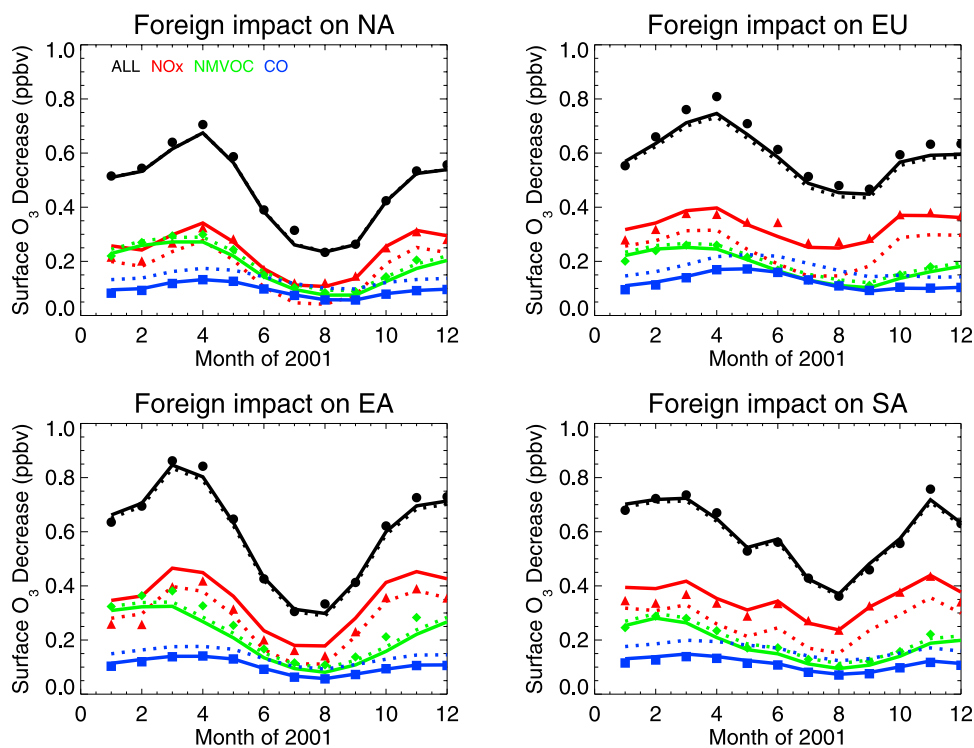 Foreign impact on NA
Surface O3 Decrease (ppbv)
1.0
0.8
0.6
0.4
0.2
0.0
ALL NOx NMVOC CO
0 2 4 6 8 10 12
Month of 2001
Foreign impact on EU
Surface O3 Decrease (ppbv)
1.0
0.8
0.6
0.4
0.2
0.0
0 2 4 6 8 10 12
Month of 2001
Foreign impact on EA
Surface O3 Decrease (ppbv)
1.0
0.8
0.6
0.4
0.2
0.0
0 2 4 6 8 10 12
Month of 2001
Foreign impact on SA
Surface O3 Decrease (ppbv)
1.0
0.8
0.6
0.4
0.2
0.0
0 2 4 6 8 10 12
Month of 2001